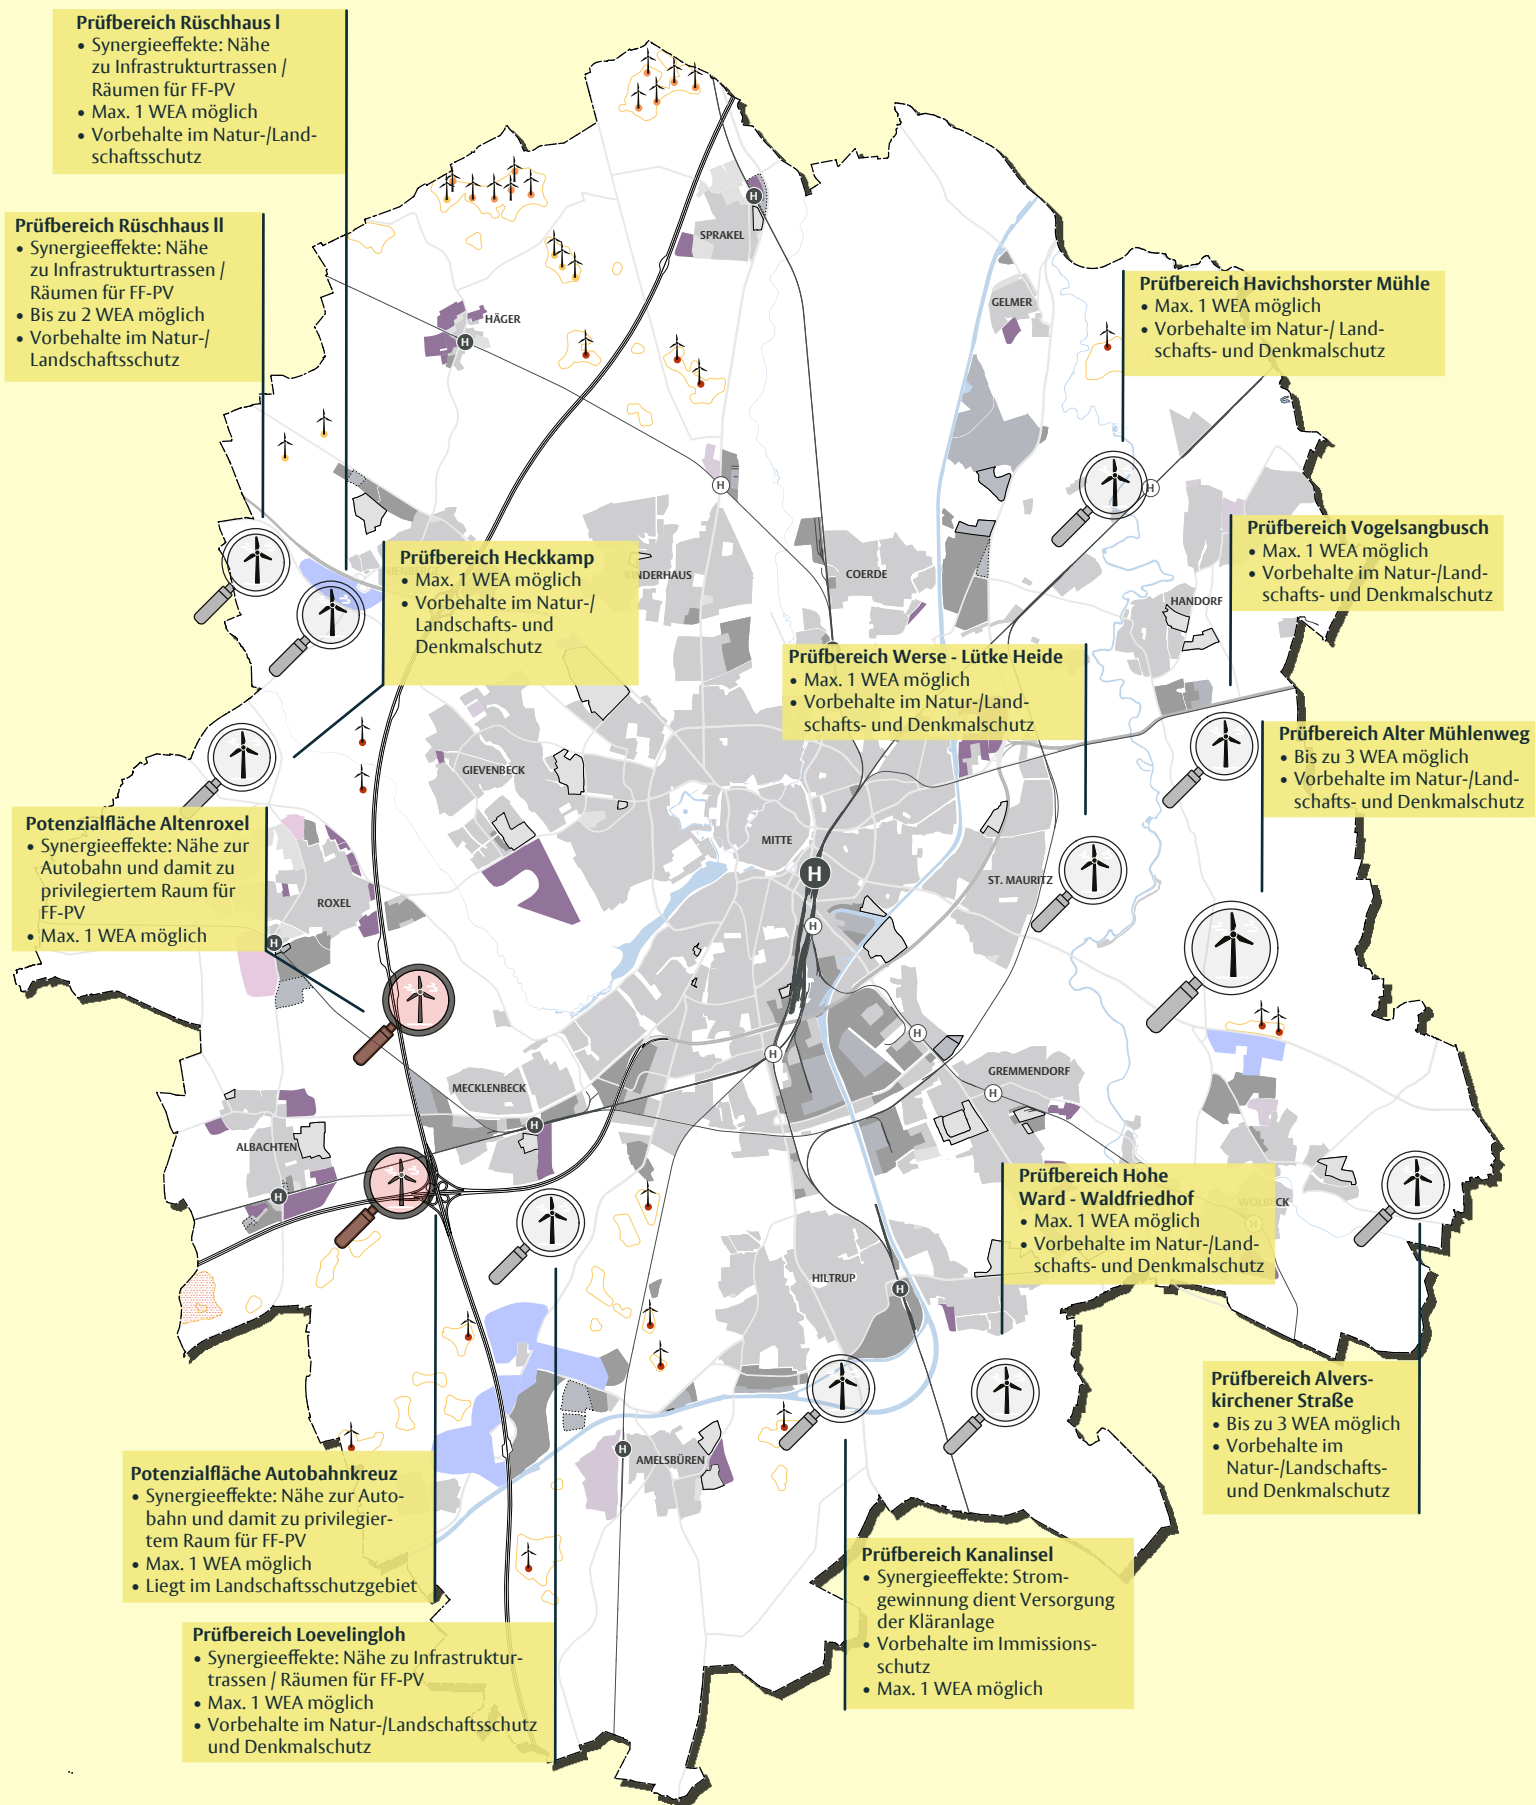 Prüfbereich Rüschhaus l
• Synergieeffekte: Nähe
zu Infrastrukturtrassen /
Räumen für FF-PV
• Max. 1 WEA möglich
• Vorbehalte im Natur-/Land-
schaftsschutz
Prüfbereich Rüschhaus ll
• Synergieeffekte: Nähe
zu Infrastrukturtrassen /
Räumen für FF-PV
• Bis zu 2 WEA möglich
• Vorbehalte im Natur-/
Landschaftsschutz
H
SPRAKEL
HÄGER
H
GELMER
Prüfbereich Havichshorster Mühle
• Max. 1 WEA möglich
• Vorbehalte im Natur-/ Land-
schafts- und Denkmalschutz
H
H
Prüfbereich Heckkamp
• Max. 1 WEA möglich
• Vorbehalte im Natur-/
Landschafts- und
Denkmalschutz
KINDERHAUS
COERDE
Prüfbereich Vogelsangbusch
• Max. 1 WEA möglich
• Vorbehalte im Natur-/Land-
schafts- und Denkmalschutz
HANDORF
Prüfbereich Werse - Lütke Heide
• Max. 1 WEA möglich
• Vorbehalte im Natur-/Land-
schafts- und Denkmalschutz
Prüfbereich Alter Mühlenweg
• Bis zu 3 WEA möglich
• Vorbehalte im Natur-/Land-
schafts- und Denkmalschutz
GIEVENBECK
Potenzialfläche Altenroxel
• Synergieeffekte: Nähe zur
Autobahn und damit zu
privilegiertem Raum für
FF-PV
• Max. 1 WEA möglich
MITTE
H
ST. MAURITZ
ROXEL
H
H
H
H
MECKLENBECK
H
GREMMENDORF
H
ALBACHTEN
H
Prüfbereich Hohe
Ward - Waldfriedhof
• Max. 1 WEA möglich
• Vorbehalte im Natur-/Land-
schafts- und Denkmalschutz
WOLBECK
H
HILTRUP
H
Prüfbereich Alvers-
kirchener Straße
• Bis zu 3 WEA möglich
• Vorbehalte im
Natur-/Landschafts-
und Denkmalschutz
H
AMELSBÜREN
Potenzialfläche Autobahnkreuz
• Synergieeffekte: Nähe zur Auto-
bahn und damit zu privilegier-
tem Raum für FF-PV
• Max. 1 WEA möglich
• Liegt im Landschaftsschutzgebiet
Prüfbereich Kanalinsel
• Synergieeffekte: Strom-
gewinnung dient Versorgung
der Kläranlage
• Vorbehalte im Immissions-
schutz
• Max. 1 WEA möglich
Prüfbereich Loevelingloh
• Synergieeffekte: Nähe zu Infrastruktur-
trassen / Räumen für FF-PV
• Max. 1 WEA möglich
• Vorbehalte im Natur-/Landschaftsschutz
und Denkmalschutz